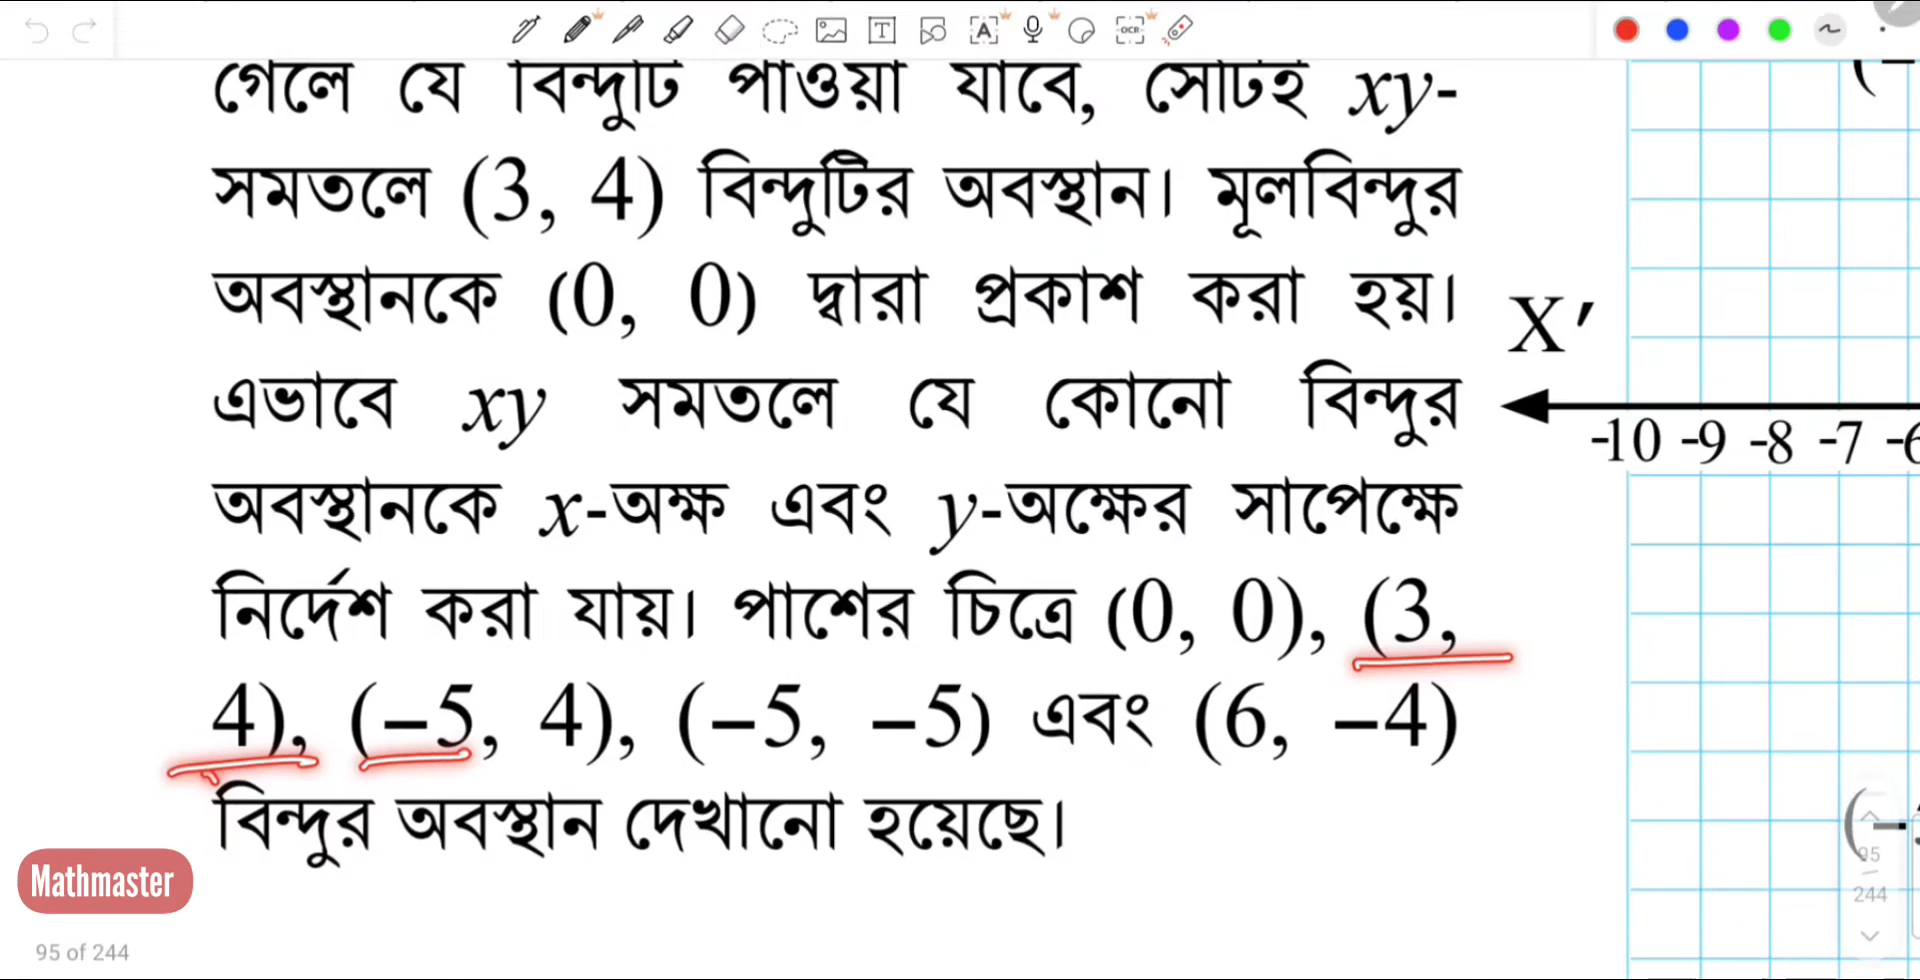 গেলে যে বিন্দুটি পাওয়া যাবে, সেটিই xy-
সমতলে (3, 4) বিন্দুটির অবস্থান। মূলবিন্দুর
অবস্থানকে (0, 0) দ্বারা প্রকাশ করা হয়।
এভাবে xy সমতলে যে কোনো বিন্দুর
অবস্থানকে x-অক্ষ এবং y-অক্ষের সাপেক্ষে
নির্দেশ করা যায়। পাশের চিত্রে (0, 0), (3,
4), (−5, 4), (−5, −5) এবং (6, −4)
বিন্দুর অবস্থান দেখানো হয়েছে।
X′
-10 -9 -8 -7
95
244
Mathmaster
95 of 244